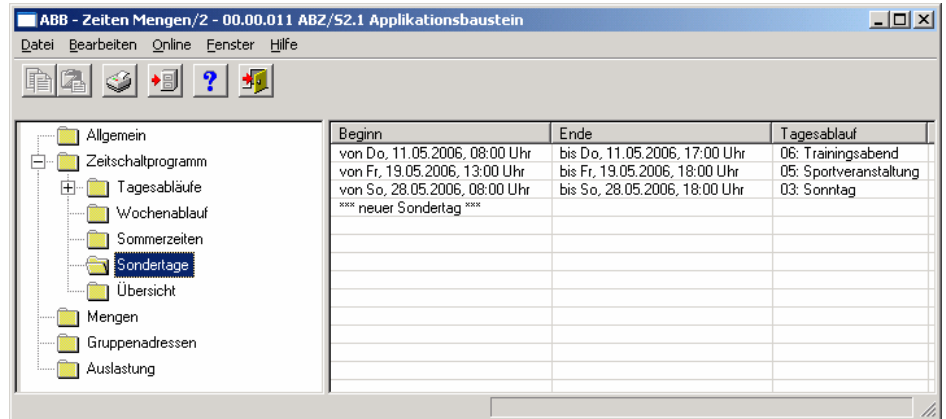 ABB - Zeiten Mengen/2 - 00.00.011 ABZ/S2.1 Applikationsbaustein
Datei Bearbeiten Online Fenster Hilfe
Allgemein
Zeitschaltprogramm
Tagesabläufe
Wochenablauf
Sommerzeiten
Sondertage
Übersicht
Mengen
Gruppenadressen
Auslastung
Beginn Ende Tagesablauf
von Do, 11.05.2006, 08:00 Uhr bis Do, 11.05.2006, 17:00 Uhr 06: Trainingsabend
von Fr, 19.05.2006, 13:00 Uhr bis Fr, 19.05.2006, 18:00 Uhr 05: Sportveranstaltung
von So, 28.05.2006, 08:00 Uhr bis So, 28.05.2006, 18:00 Uhr 03: Sonntag
*** neuer Sondertag ***